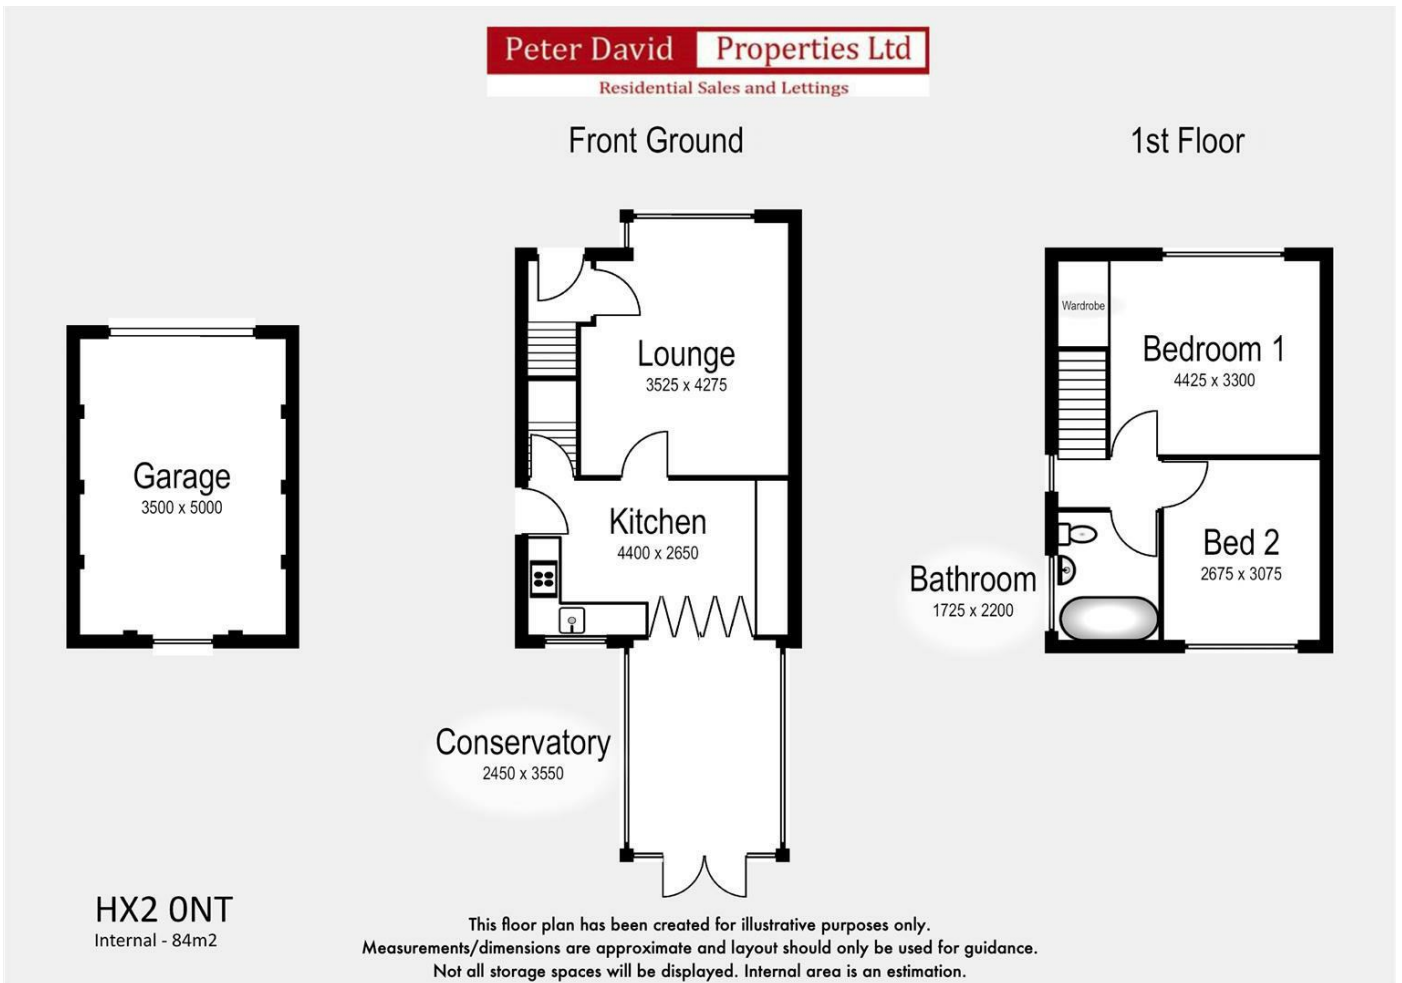 Peter David Properties Ltd
Residential Sales and Lettings
Front Ground
1st Floor
Wardrobe
Lounge
3525 x 4275
Bedroom 1
4425 x 3300
Garage
3500 x 5000
Kitchen
4400 x 2650
Bed 2
2675 x 3075
Bathroom
1725 x 2200
Conservatory
2450 x 3550
HX2 0NT
Internal - 84m2
This floor plan has been created for illustrative purposes only.
Measurements/dimensions are approximate and layout should only be used for guidance.
Not all storage spaces will be displayed. Internal area is an estimation.